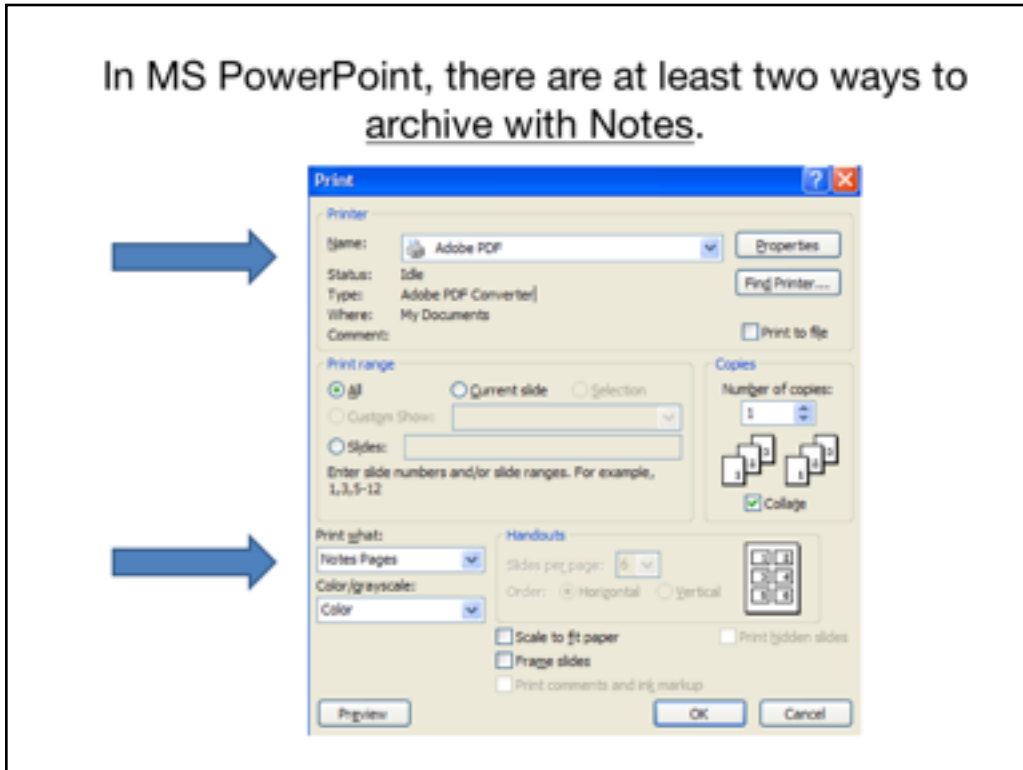 In MS PowerPoint, there are at least two ways to
archive with Notes.
Print
Printer
Name: Adobe PDF Properties
Status: Idle Find Printer...
Type: Adobe PDF Converter
Where: My Documents
Comment: Print to file
Print range
All Current slide Selection
Custom Show:
Slides:
Enter slide numbers and/or slide ranges. For example,
1,3,5-12
Copies
Number of copies:
1
Collate
Print what:
Notes Pages
Color/grayscale:
Color
Handouts
Slides per page: 6
Order: Horizontal Vertical
Scale to fit paper Print hidden slides
Frame slides
Print comments and ink markup
Preview OK Cancel